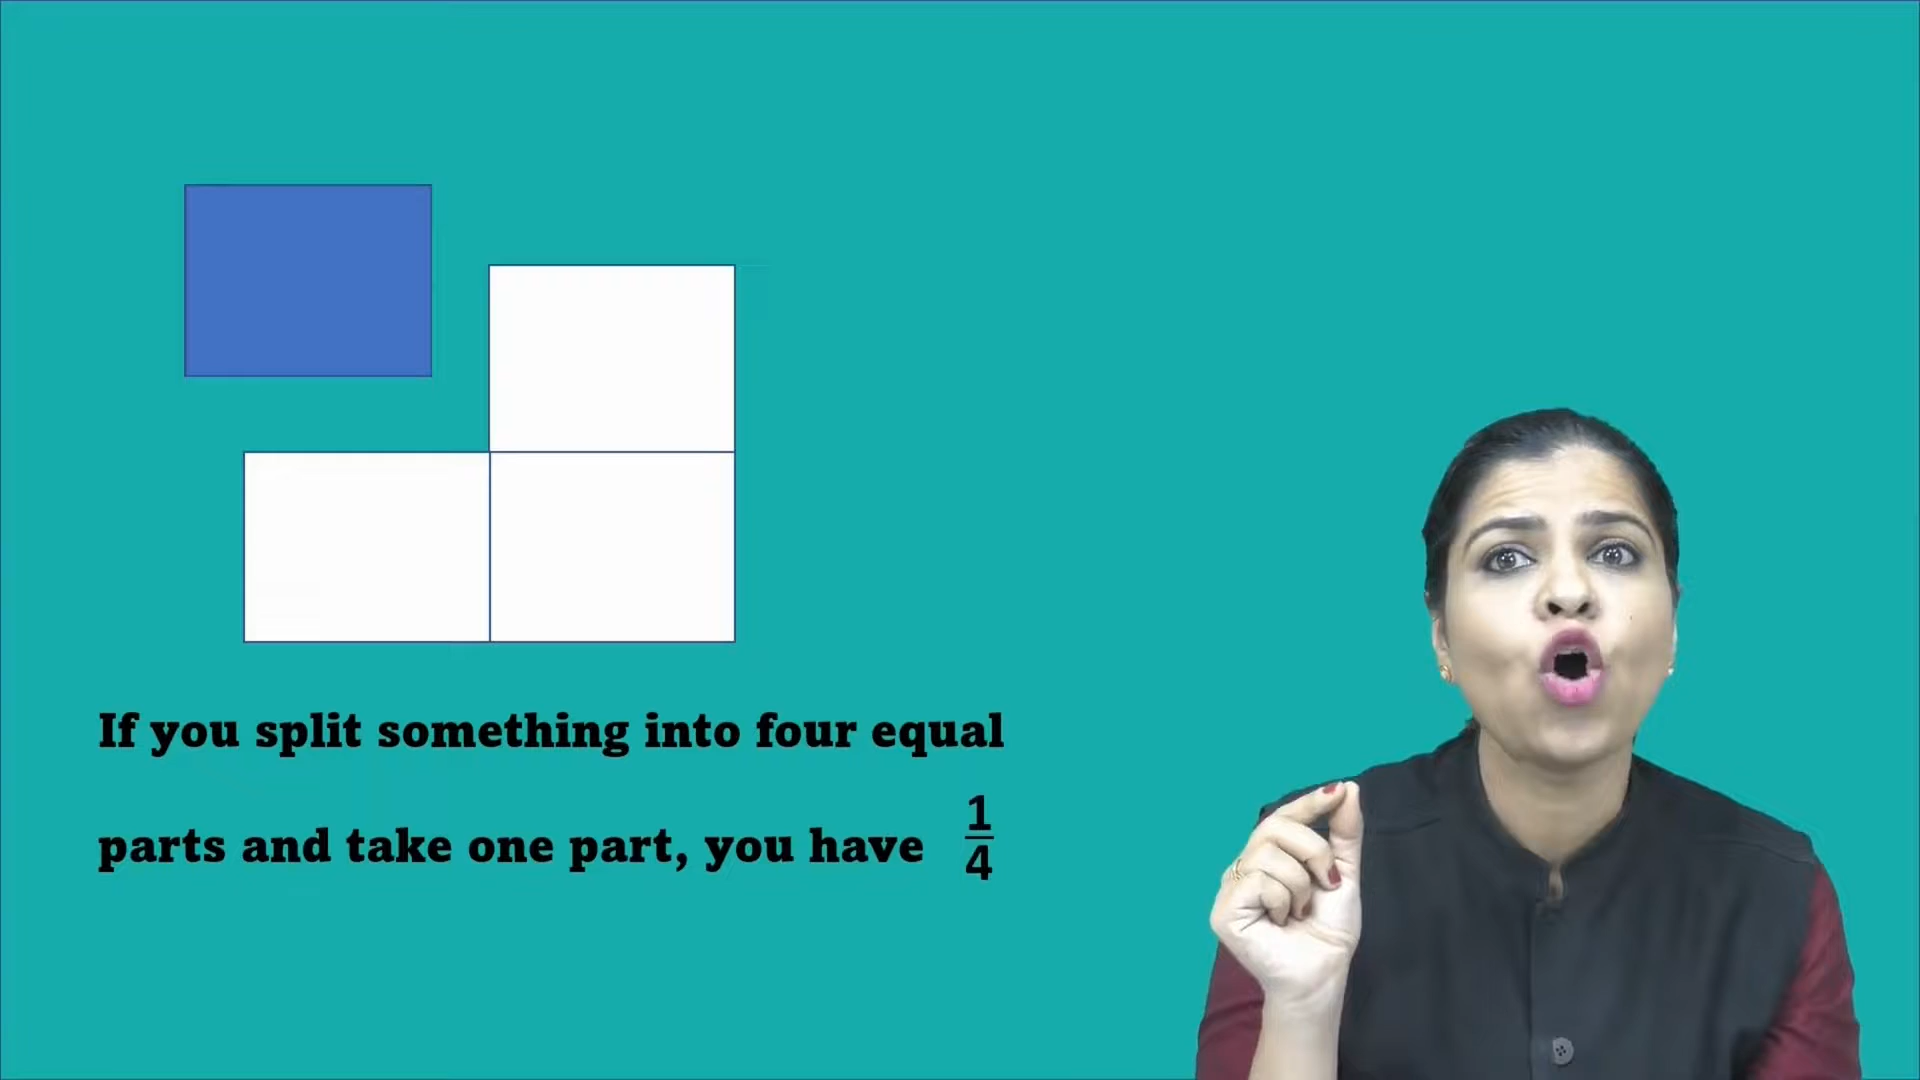 If you split something into four equal
parts and take one part, you have 1/4